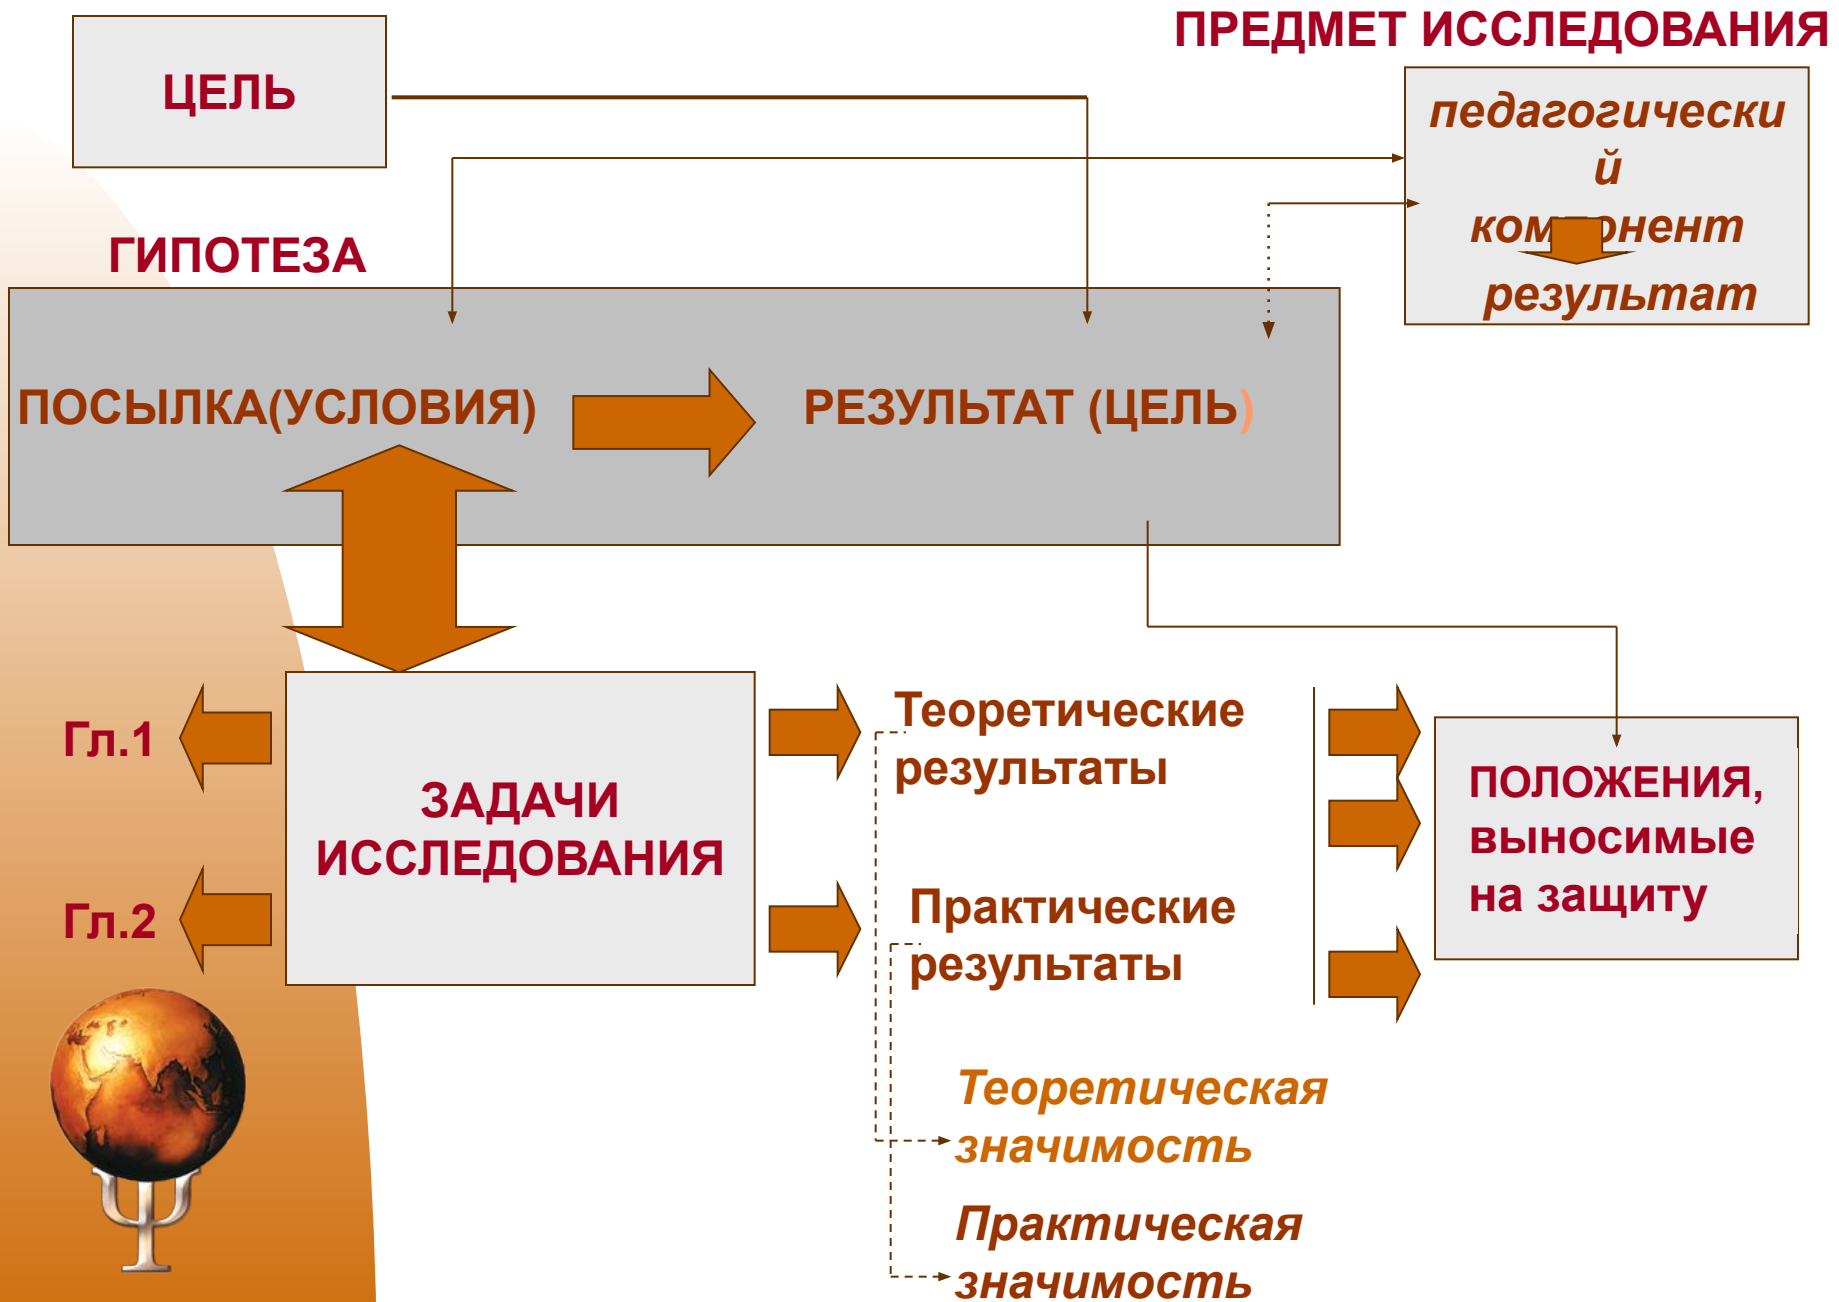 ПРЕДМЕТ ИССЛЕДОВАНИЯ
ЦЕЛЬ
педагогически
й
компонент
результат
ГИПОТЕЗА
ПОСЫЛКА(УСЛОВИЯ)
РЕЗУЛЬТАТ (ЦЕЛЬ)
Гл.1
Гл.2
ЗАДАЧИ
ИССЛЕДОВАНИЯ
Теоретические
результаты
Практические
результаты
ПОЛОЖЕНИЯ,
выносимые
на защиту
Теоретическая
значимость
Практическая
значимость